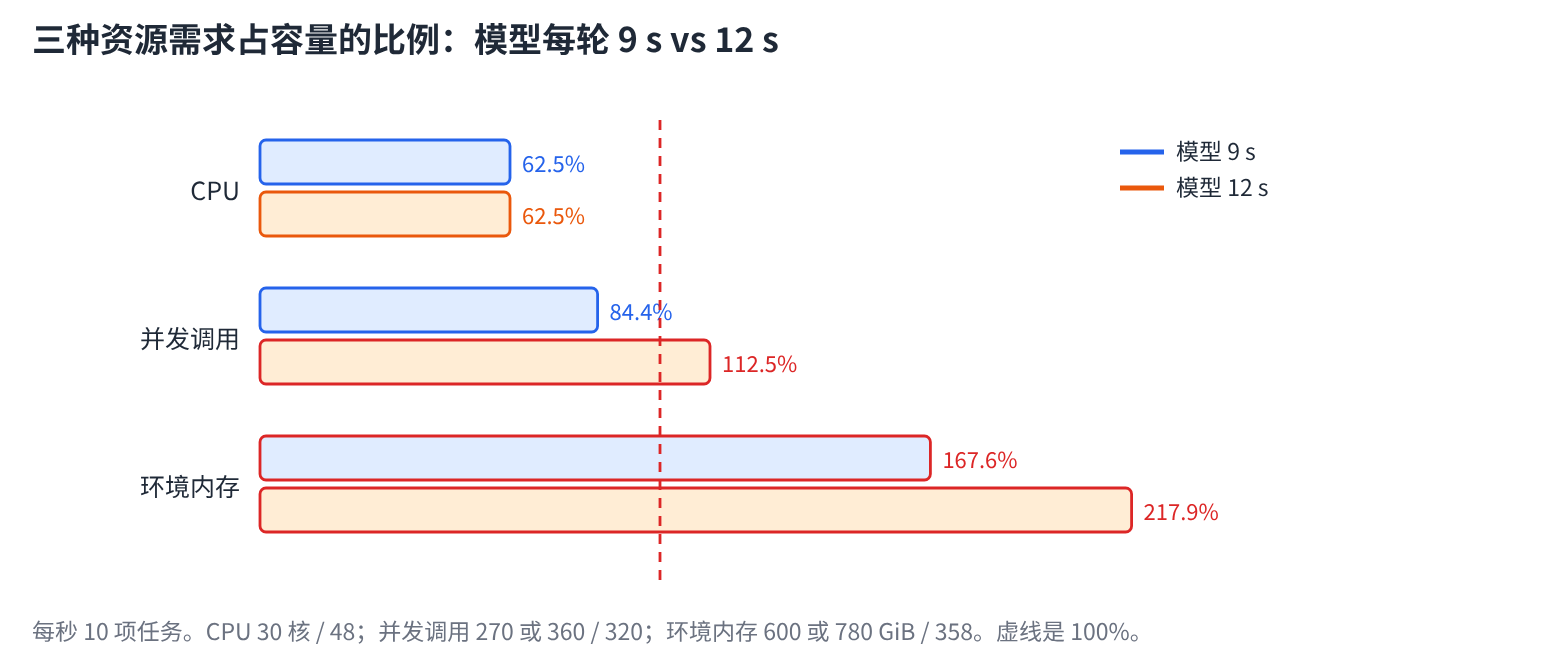 三种资源需求占容量的比例：模型每轮 9 s vs 12 s
模型 9 s
模型 12 s
CPU
62.5%
62.5%
并发调用
84.4%
112.5%
环境内存
167.6%
217.9%
每秒 10 项任务。CPU 30 核 / 48；并发调用 270 或 360 / 320；环境内存 600 或 780 GiB / 358。虚线是 100%。